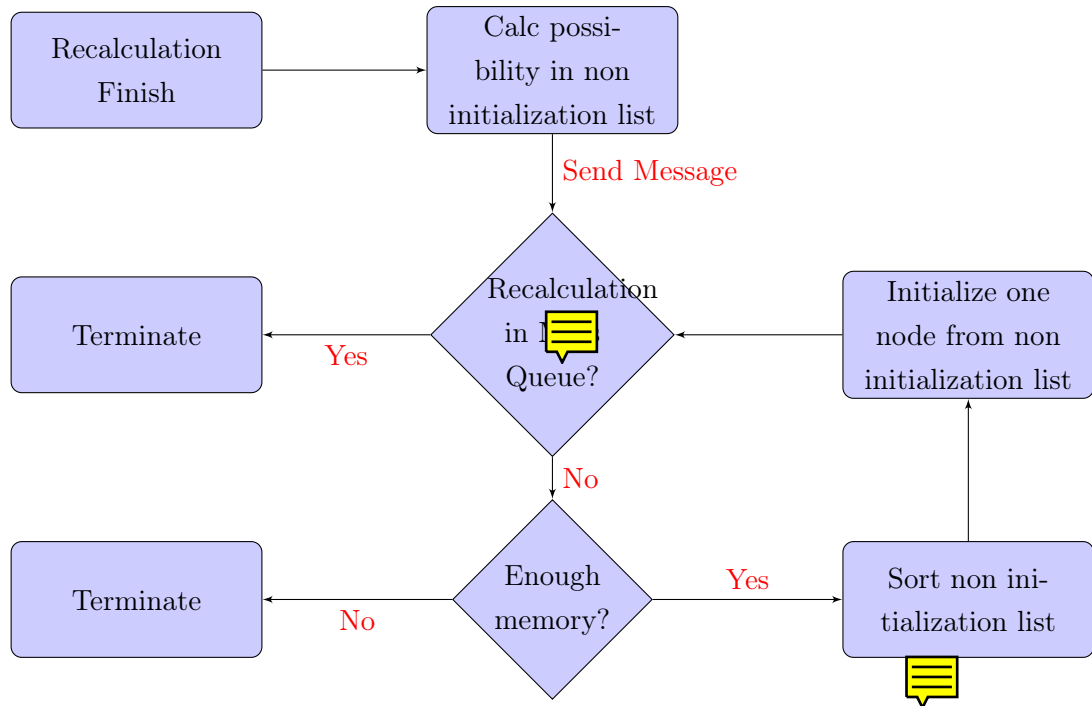 Recalculation
Finish
Calc possi-
bility in non
initialization list
Send Message
Recalculation
in
Queue?
Yes
Terminate
Initialize one
node from non
initialization list
No
Enough
memory?
No
Terminate
Yes
Sort non ini-
tialization list